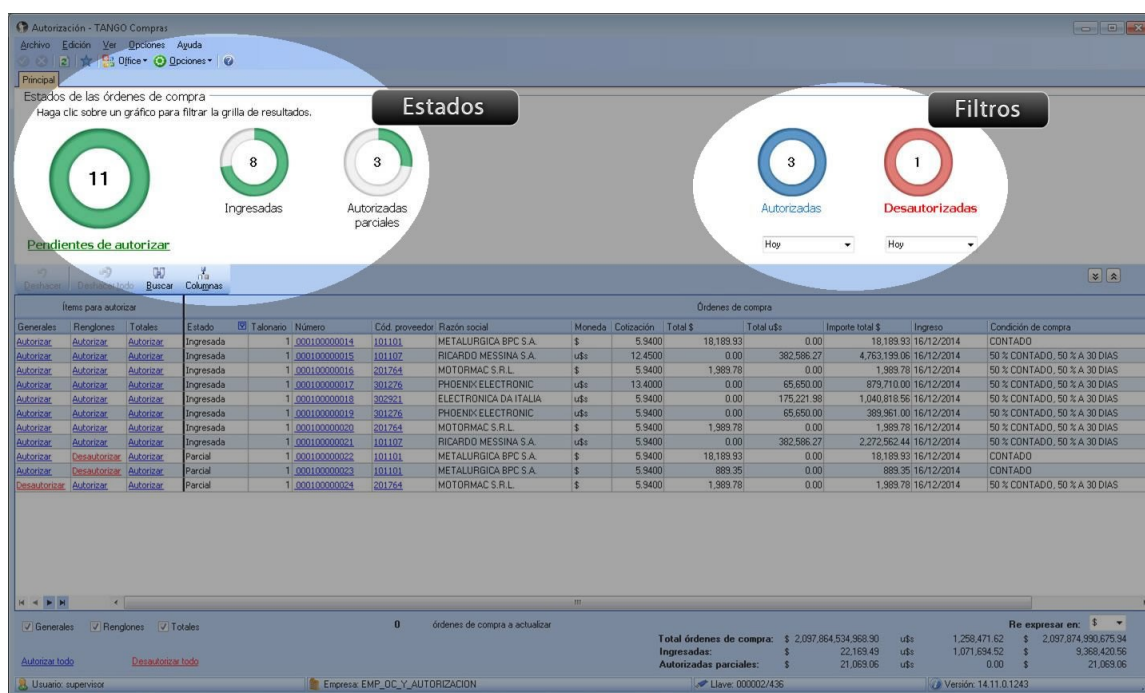 Autorización - TANGO Compras
Archivo Edición Ver Opciones Ayuda
Office Opciones
Principal
Estados de las órdenes de compra
Haga clic sobre un gráfico para filtrar la grilla de resultados.
Estados
Filtros
11
8
3
3
1
Ingresadas
Autorizadas parciales
Autorizadas
Desautorizadas
Pendientes de autorizar
Hoy
Hoy
Deshacer Deshacer todo Buscar Columnas
Ítems para autorizar Órdenes de compra
Generales Renglones Totales Estado Talonario Número Cód. proveedor Razón social Moneda Cotización Total $ Total u$s Importe total $ Ingreso Condición de compra
Autorizar Autorizar Autorizar Ingresada 1 000100000014 101101 METALURGICA BPC S.A. $ 5.9400 18,189.93 0.00 18,189.93 16/12/2014 CONTADO
Autorizar Autorizar Autorizar Ingresada 1 000100000015 101107 RICARDO MESSINA S.A. u$s 12.4500 0.00 382,586.27 4,763,199.06 16/12/2014 50 % CONTADO, 50 % A 30 DIAS
Autorizar Autorizar Autorizar Ingresada 1 000100000016 201764 MOTORMAC S.R.L. $ 5.9400 1,989.78 0.00 1,989.78 16/12/2014 50 % CONTADO, 50 % A 30 DIAS
Autorizar Autorizar Autorizar Ingresada 1 000100000017 301276 PHOENIX ELECTRONIC u$s 13.4000 0.00 65,650.00 879,710.00 16/12/2014 50 % CONTADO, 50 % A 30 DIAS
Autorizar Autorizar Autorizar Ingresada 1 000100000018 302921 ELECTRONICA DA ITALIA u$s 5.9400 0.00 175,221.98 1,040,818.56 16/12/2014 50 % CONTADO, 50 % A 30 DIAS
Autorizar Autorizar Autorizar Ingresada 1 000100000019 301276 PHOENIX ELECTRONIC u$s 5.9400 0.00 65,650.00 389,961.00 16/12/2014 50 % CONTADO, 50 % A 30 DIAS
Autorizar Autorizar Autorizar Ingresada 1 000100000020 201764 MOTORMAC S.R.L. $ 5.9400 1,989.78 0.00 1,989.78 16/12/2014 50 % CONTADO, 50 % A 30 DIAS
Autorizar Autorizar Autorizar Ingresada 1 000100000021 101107 RICARDO MESSINA S.A. u$s 5.9400 0.00 382,586.27 2,272,562.44 16/12/2014 50 % CONTADO, 50 % A 30 DIAS
Autorizar Desautorizar Autorizar Parcial 1 000100000022 101101 METALURGICA BPC S.A. $ 5.9400 18,189.93 0.00 18,189.93 16/12/2014 CONTADO
Autorizar Desautorizar Autorizar Parcial 1 000100000023 101101 METALURGICA BPC S.A. $ 5.9400 889.35 0.00 889.35 16/12/2014 CONTADO
Desautorizar Autorizar Autorizar Parcial 1 000100000024 201764 MOTORMAC S.R.L. $ 5.9400 1,989.78 0.00 1,989.78 16/12/2014 50 % CONTADO, 50 % A 30 DIAS
Generales Renglones Totales 0 órdenes de compra a actualizar Re expresar en: $
Total órdenes de compra: $ 2,097,864,534,968.90 u$s 1,258,471.62 $ 2,097,874,990,675.94
Ingresadas: $ 22,169.49 u$s 1,071,694.52 $ 9,368,420.56
Autorizar todo Desautorizar todo Autorizadas parciales: $ 21,069.06 u$s 0.00 $ 21,069.06
Usuario: supervisor Empresa: EMP_OC_Y_AUTORIZACION Llave: 000002/436 Versión: 14.11.0.1243